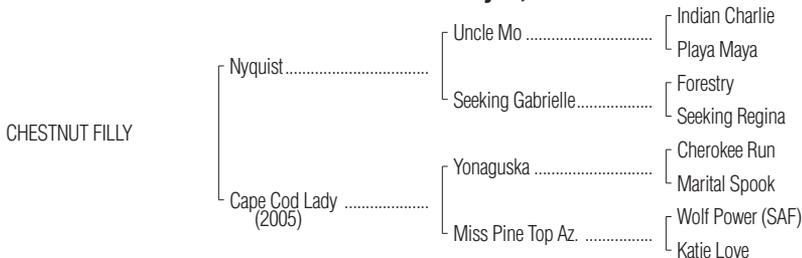 Indian Charlie
Uncle Mo ..............................
Playa Maya
Nyquist..................................
Forestry
Seeking Gabrielle..................
Seeking Regina
CHESTNUT FILLY
Cherokee Run
Yonaguska ............................
Marital Spook
Cape Cod Lady ....................
(2005)
Wolf Power (SAF)
Miss Pine Top Az. ................
Katie Love